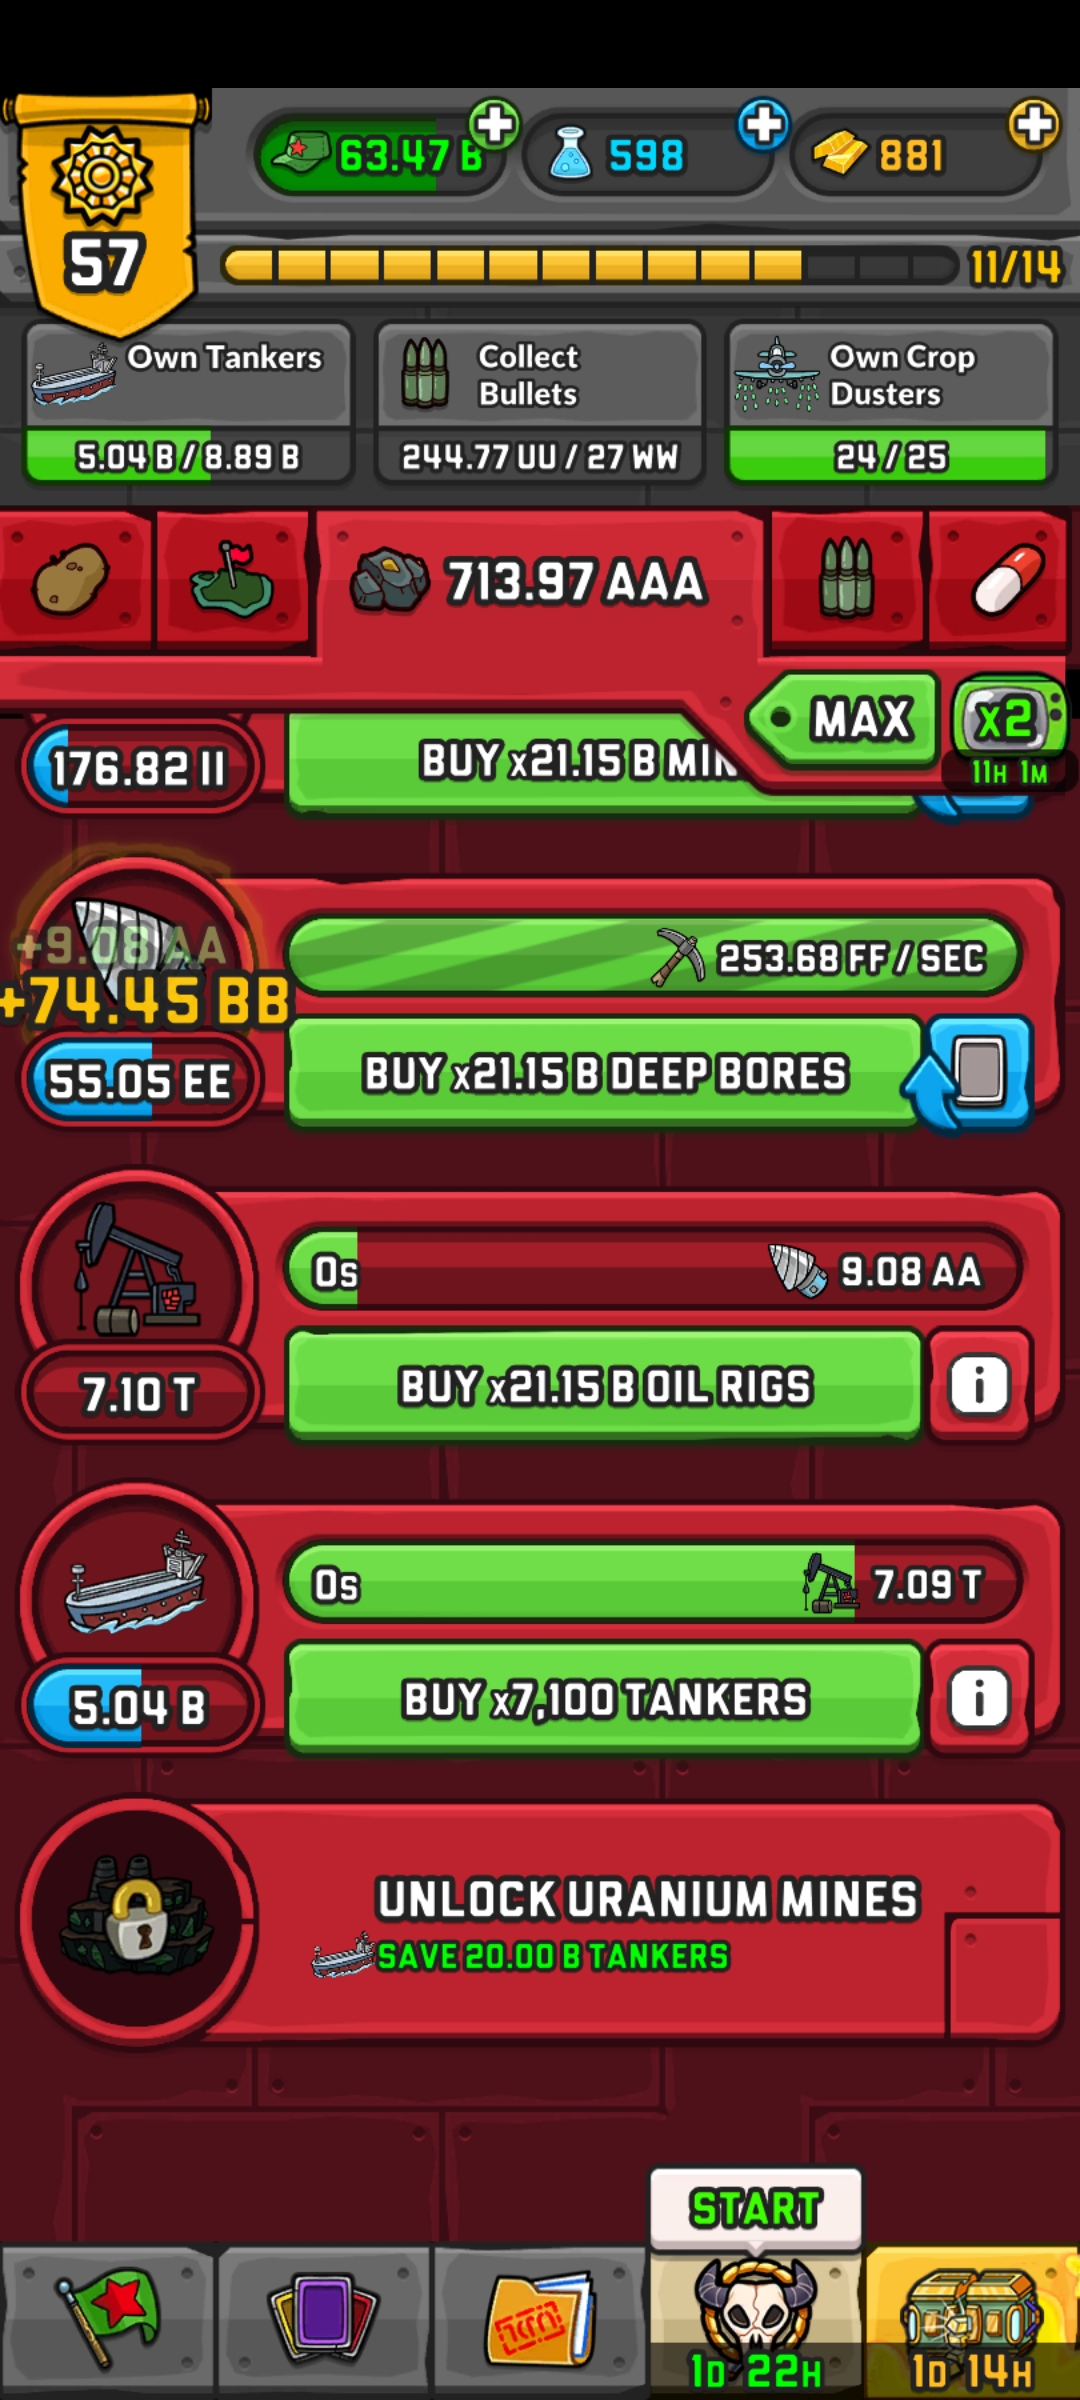 63.47 B
598
881
57
11/14
Own Tankers
5.04 B / 8.89 B
Collect
Bullets
244.77 UU / 27 WW
Own Crop
Dusters
24 / 25
713.97 AAA
MAX
x2
11H 1M
176.82 II
BUY x21.15 B MIN
+9.08 AA
+74.45 BB
253.68 FF / SEC
55.05 EE
BUY x21.15 B DEEP BORES
0s
9.08 AA
7.10 T
BUY x21.15 B OIL RIGS
i
0s
7.09 T
5.04 B
BUY x7,100 TANKERS
i
UNLOCK URANIUM MINES
SAVE 20.00 B TANKERS
START
1D 22H
1D 14H